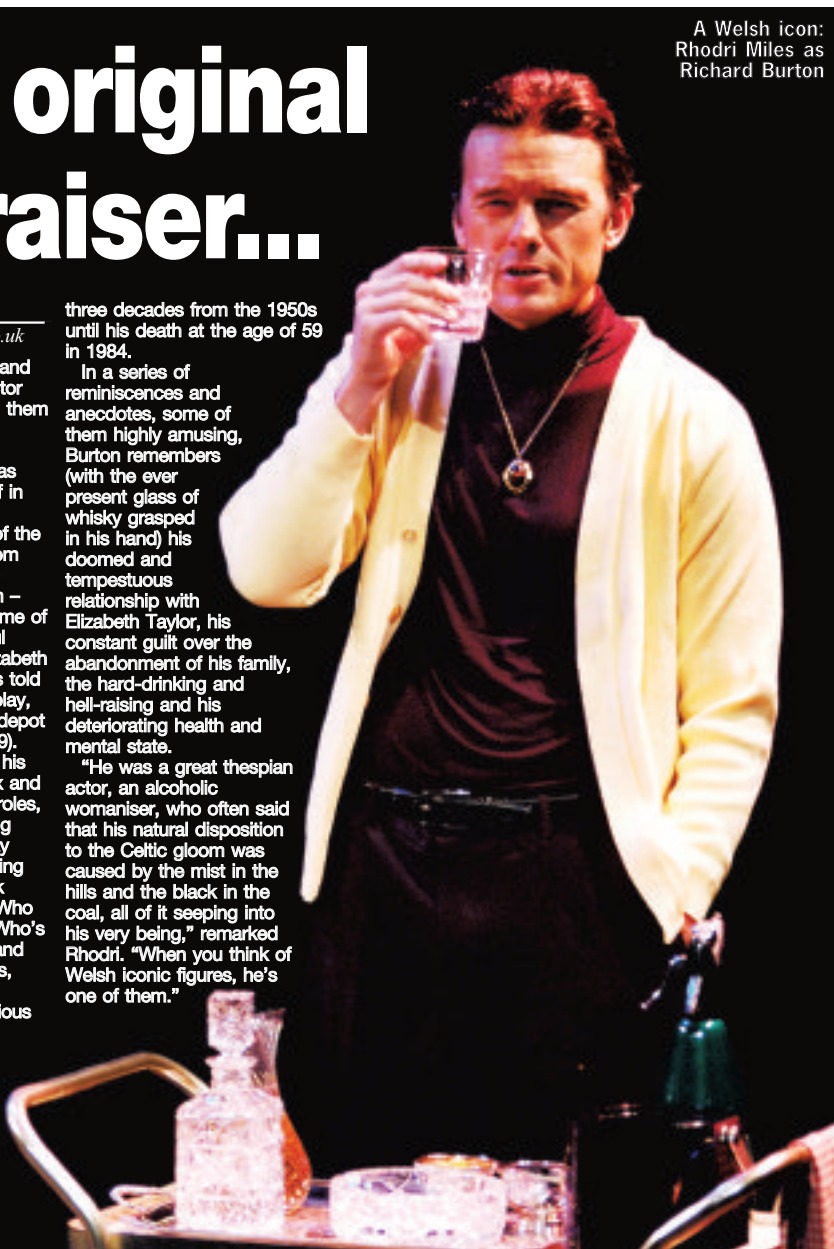 original
raiser...
A Welsh icon:
Rhodri Miles as
Richard Burton
.uk
and
tor
them
as
f in
of the
om
n –
me of
l
zabeth
s told
play,
depot
9).
his
k and
roles,
g
y
ing
k
Who
Who's
and
s,
ious
three decades from the 1950s
until his death at the age of 59
in 1984.
In a series of
reminiscences and
anecdotes, some of
them highly amusing,
Burton remembers
(with the ever
present glass of
whisky grasped
in his hand) his
doomed and
tempestuous
relationship with
Elizabeth Taylor, his
constant guilt over the
abandonment of his family,
the hard-drinking and
hell-raising and his
deteriorating health and
mental state.
“He was a great thespian
actor, an alcoholic
womaniser, who often said
that his natural disposition
to the Celtic gloom was
caused by the mist in the
hills and the black in the
coal, all of it seeping into
his very being,” remarked
Rhodri. “When you think of
Welsh iconic figures, he’s
one of them.”